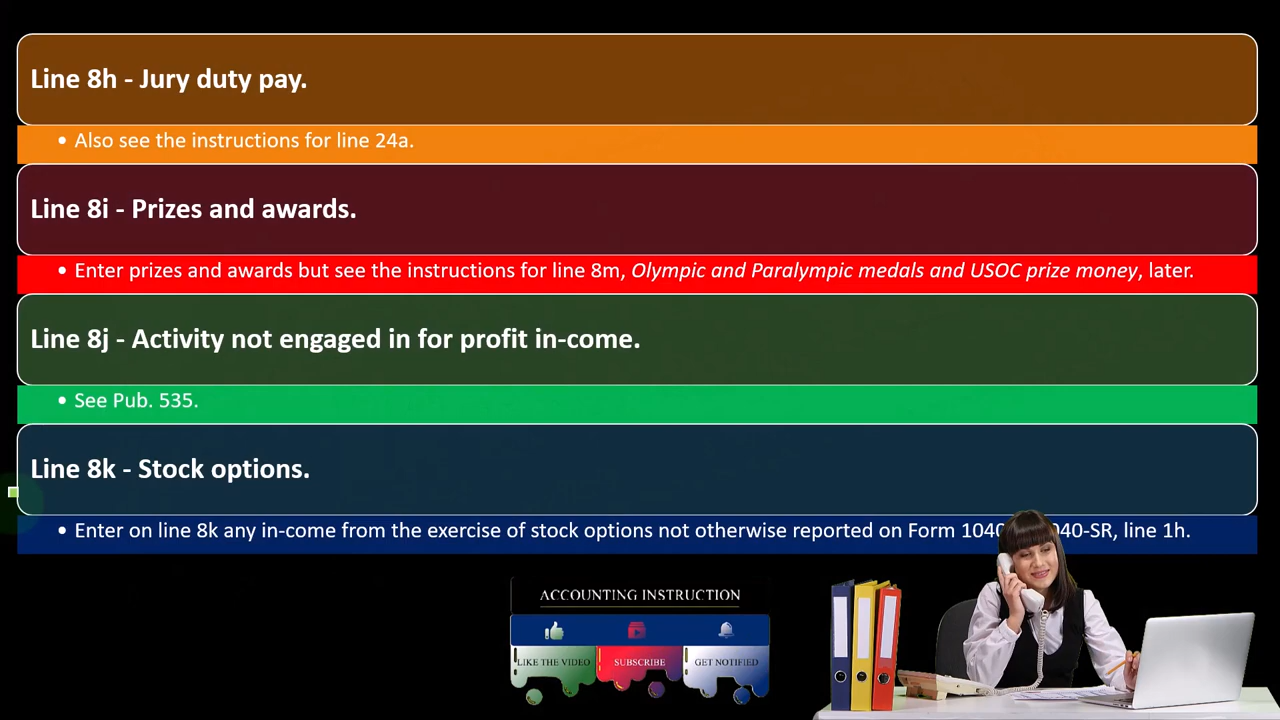 Line 8h - Jury duty pay.
• Also see the instructions for line 24a.
Line 8i - Prizes and awards.
• Enter prizes and awards but see the instructions for line 8m, Olympic and Paralympic medals and USOC prize money, later.
Line 8j - Activity not engaged in for profit in-come.
• See Pub. 535.
Line 8k - Stock options.
• Enter on line 8k any in-come from the exercise of stock options not otherwise reported on Form 1040 040-SR, line 1h.
ACCOUNTING INSTRUCTION
LIKE THE VIDEO SUBSCRIBE GET NOTIFIED